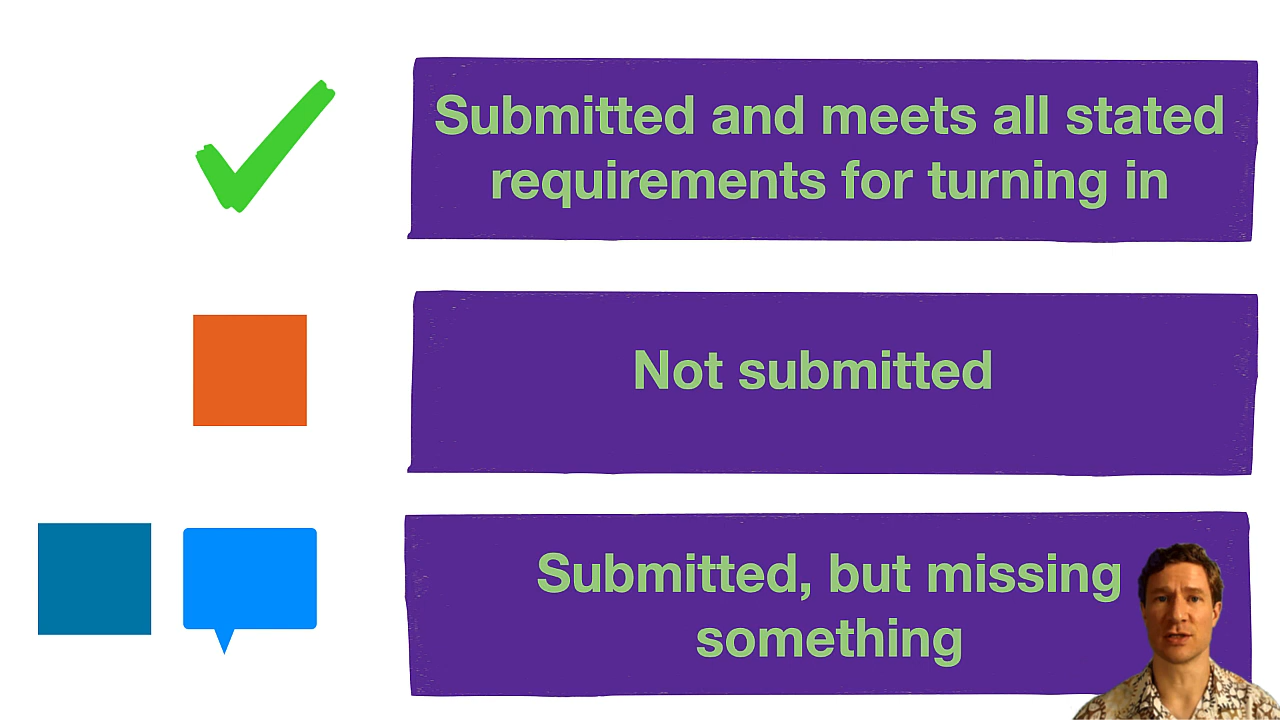 Submitted and meets all stated
requirements for turning in
Not submitted
Submitted, but missing
something